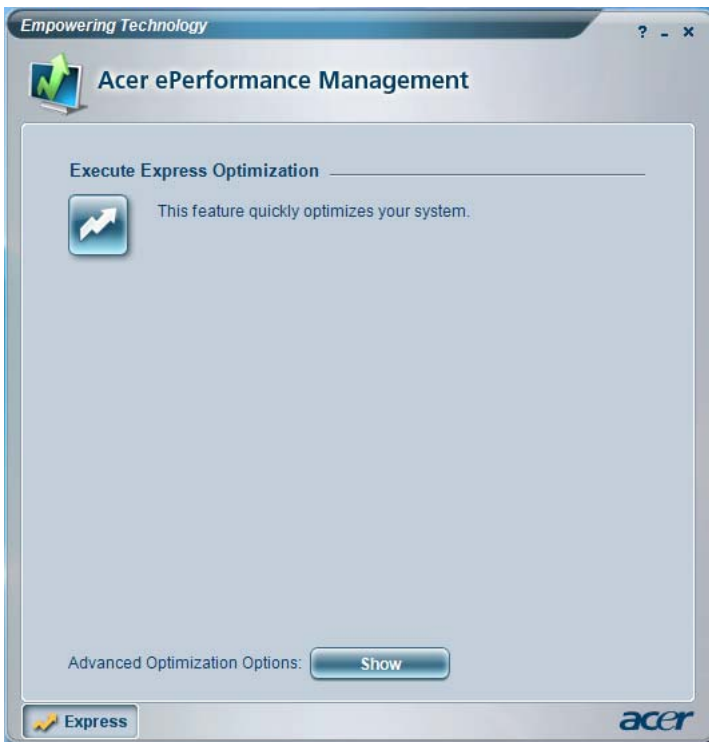 Empowering Technology
? - x
Acer ePerformance Management
Execute Express Optimization
This feature quickly optimizes your system.
Advanced Optimization Options: Show
Express
acer